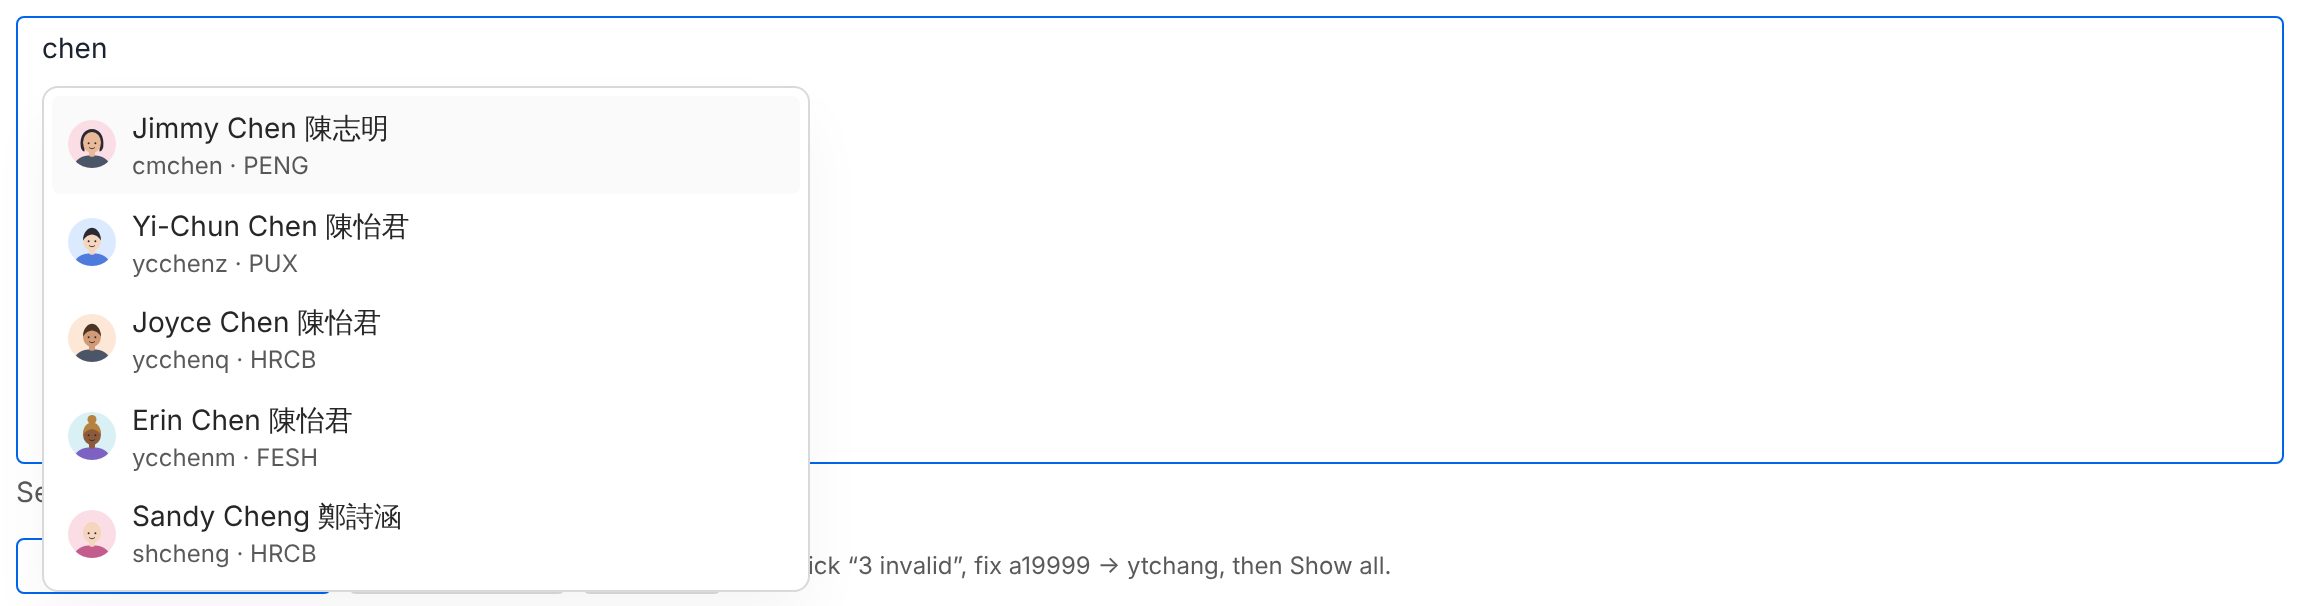 chen
Jimmy Chen 陳志明
cmchen · PENG
Yi-Chun Chen 陳怡君
ycchenz · PUX
Joyce Chen 陳怡君
ycchenq · HRCB
Erin Chen 陳怡君
ycchenm · FESH
Sandy Cheng 鄭詩涵
shcheng · HRCB
“3 invalid”, fix a19999 → ytchang, then Show all.